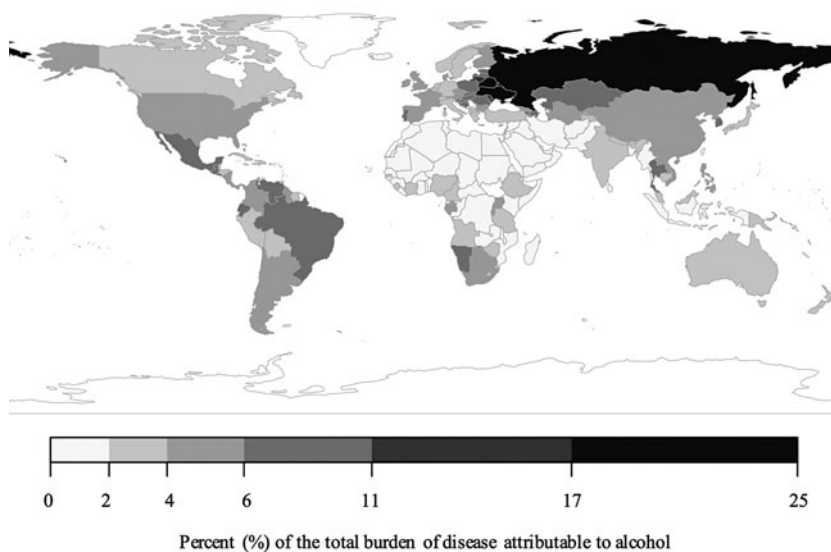 0 2 4 6 11 17 25
Percent (%) of the total burden of disease attributable to alcohol